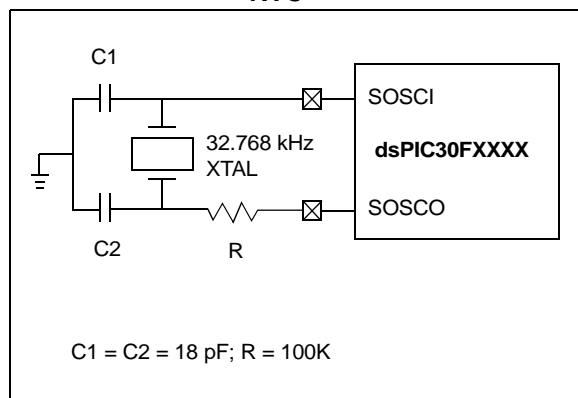 C1
SOSCI
32.768 kHz
XTAL
dsPIC30FXXXX
SOSCO
C2
R
C1 = C2 = 18 pF; R = 100K